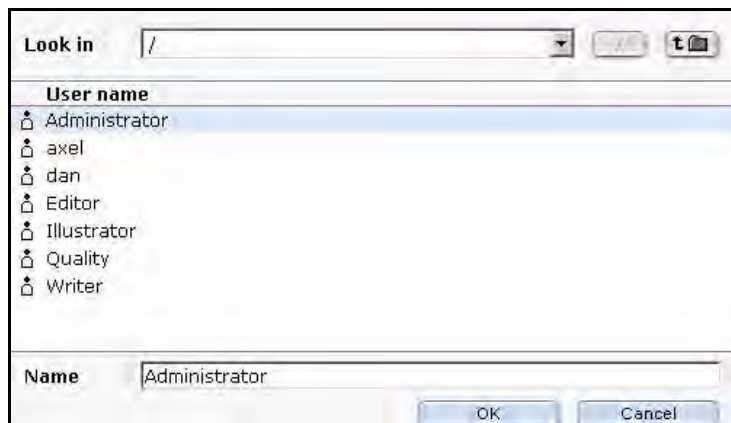 Look in /
User name
Administrator
axel
dan
Editor
Illustrator
Quality
Writer
Name Administrator
OK Cancel